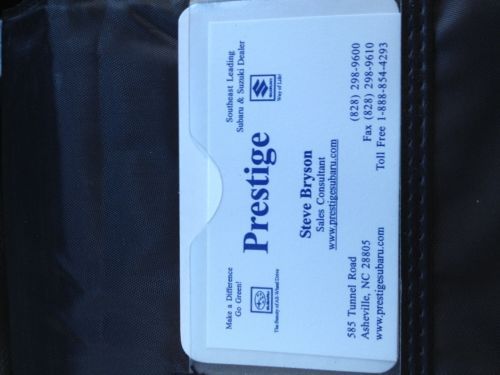 Make a Difference
Go Green!
SUBARU
The Beauty of All-Wheel Drive
Southeast Leading
Subaru & Suzuki Dealer
SUZUKI
Way of Life!
Prestige
Steve Bryson
Sales Consultant
www.prestigesubaru.com
585 Tunnel Road
Asheville, NC 28805
www.prestigesubaru.com
(828) 298-9600
Fax (828) 298-9610
Toll Free 1-888-854-4293